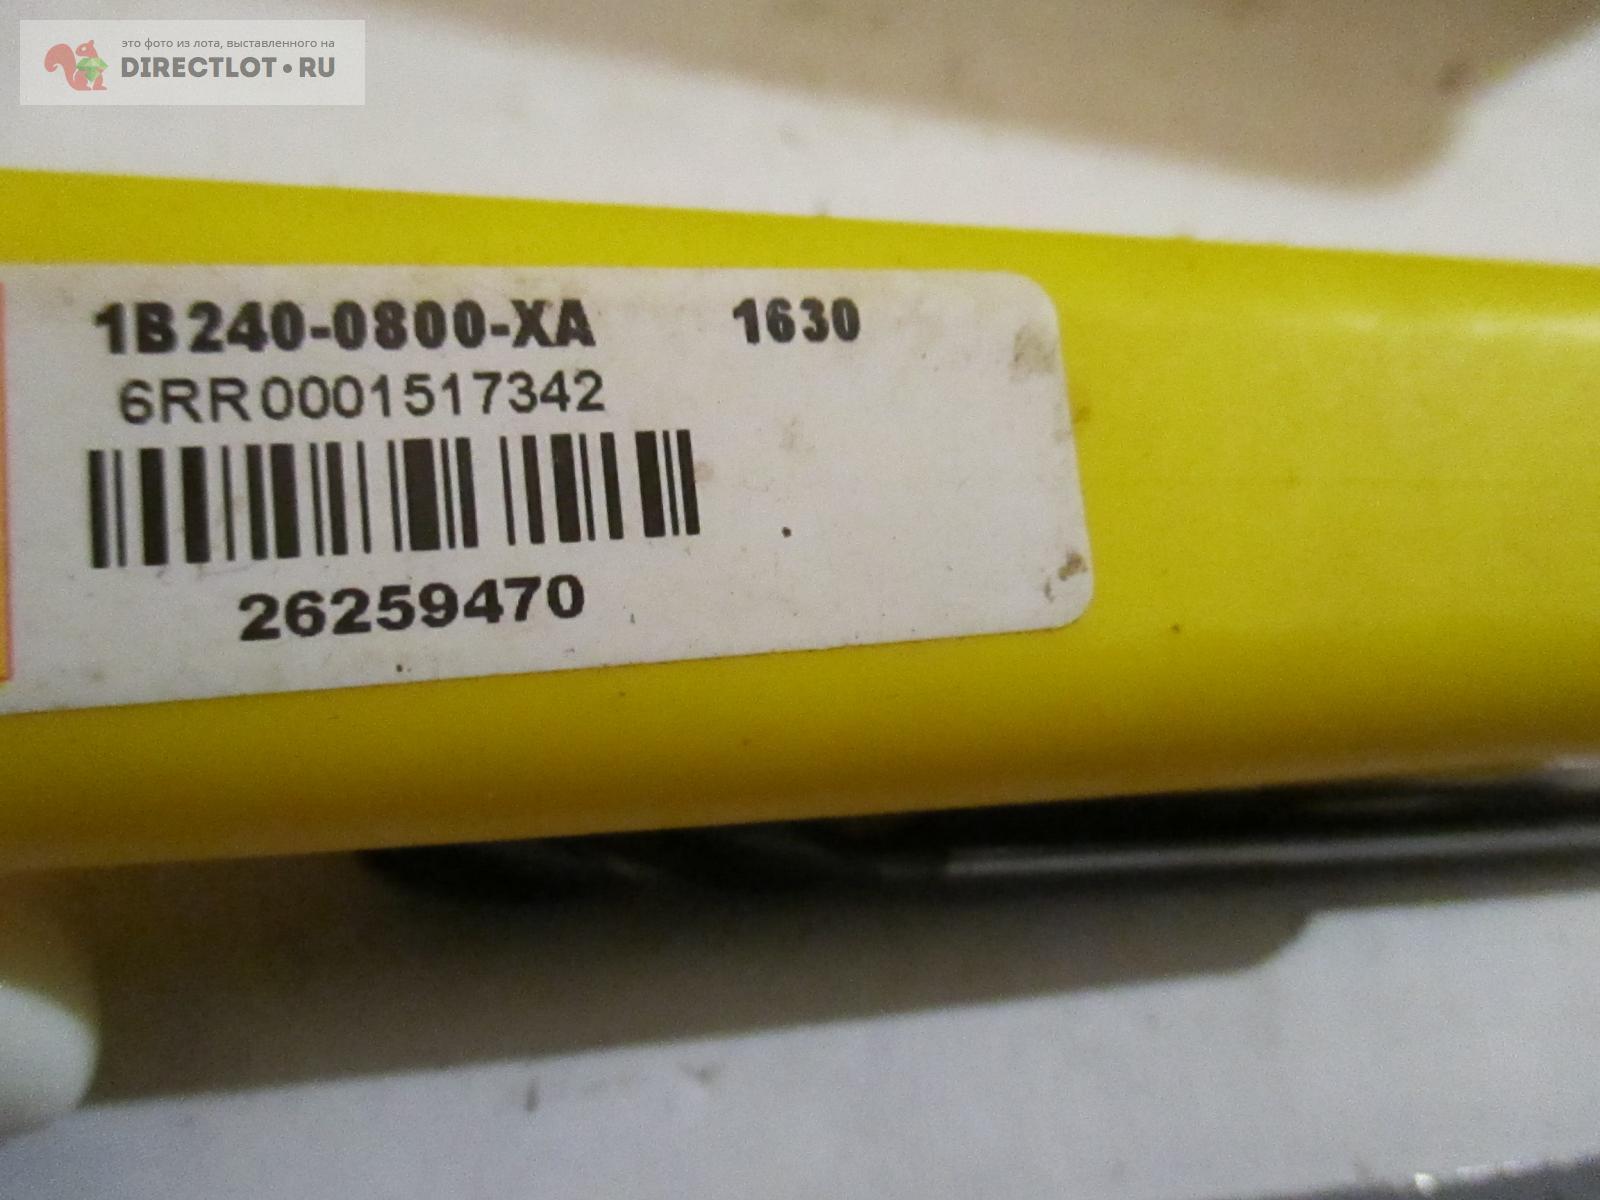 это фото из лота, выставленного на
DIRECTLOT•RU
1B240-0800-XA 1630
6RR0001517342
26259470